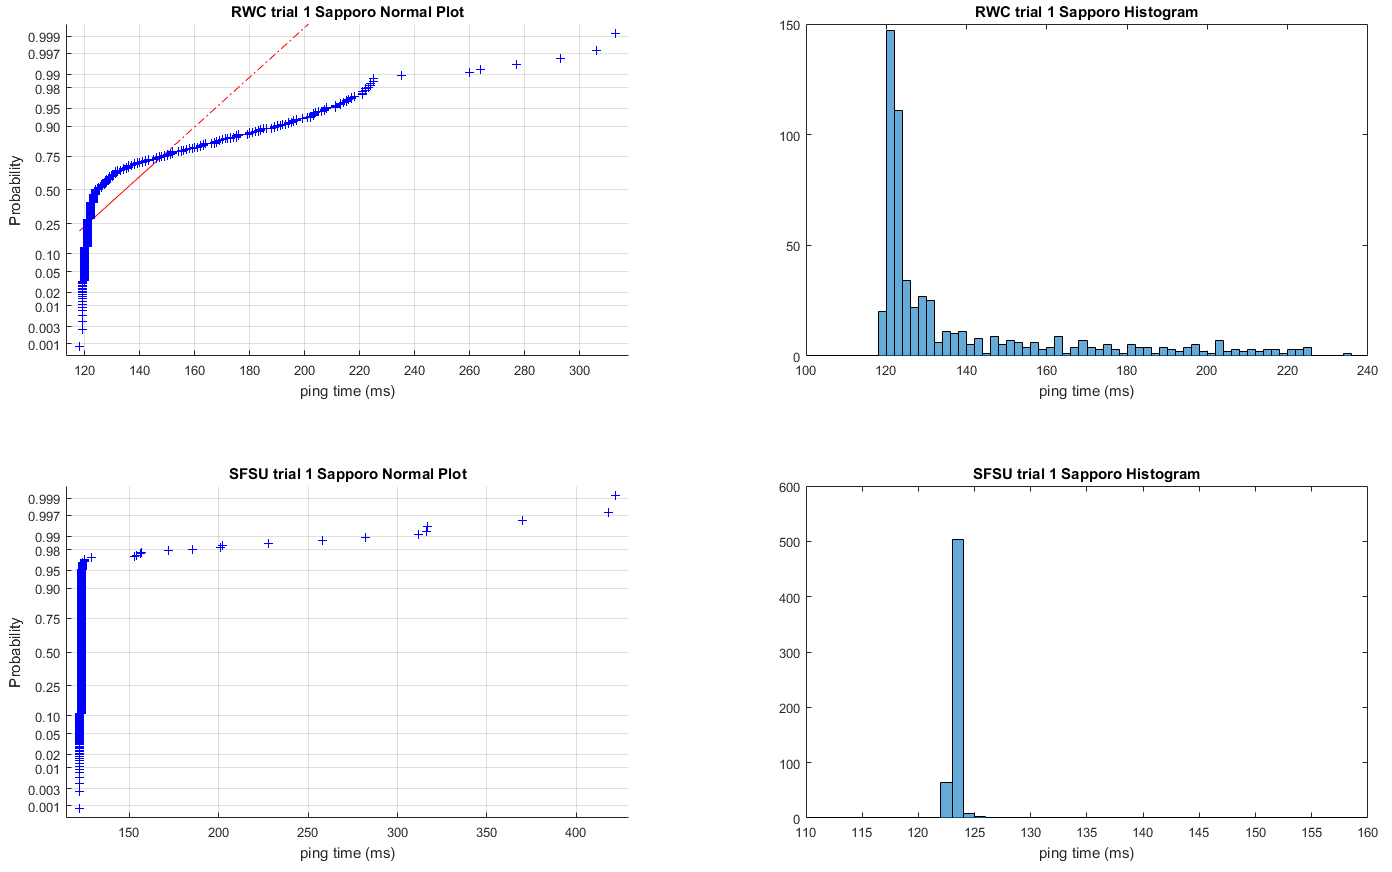 RWC trial 1 Sapporo Normal Plot
Probability
0.999
0.997
0.99
0.98
0.95
0.90
0.75
0.50
0.25
0.10
0.05
0.02
0.01
0.003
0.001
120 140 160 180 200 220 240 260 280 300
ping time (ms)
RWC trial 1 Sapporo Histogram
150
100
50
0
100 120 140 160 180 200 220 240
ping time (ms)
SFSU trial 1 Sapporo Normal Plot
Probability
0.999
0.997
0.99
0.98
0.95
0.90
0.75
0.50
0.25
0.10
0.05
0.02
0.01
0.003
0.001
150 200 250 300 350 400
ping time (ms)
SFSU trial 1 Sapporo Histogram
600
500
400
300
200
100
0
110 115 120 125 130 135 140 145 150 155 160
ping time (ms)